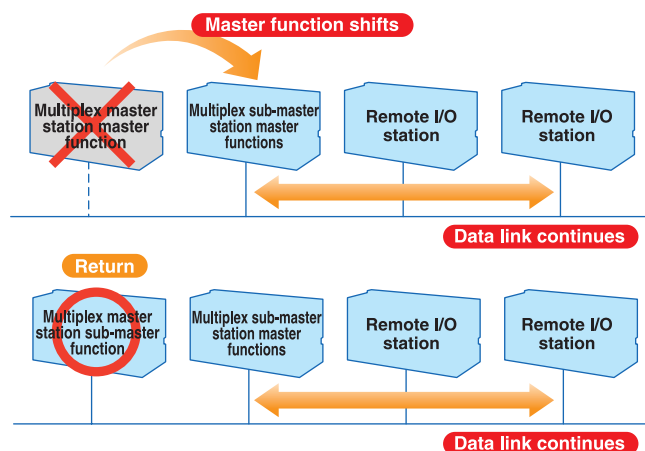 Master function shifts
Multiplex master
station master
function
Multiplex sub-master
station master
functions
Remote I/O
station
Remote I/O
station
Data link continues
Return
Multiplex master
station sub-master
function
Multiplex sub-master
station master
functions
Remote I/O
station
Remote I/O
station
Data link continues